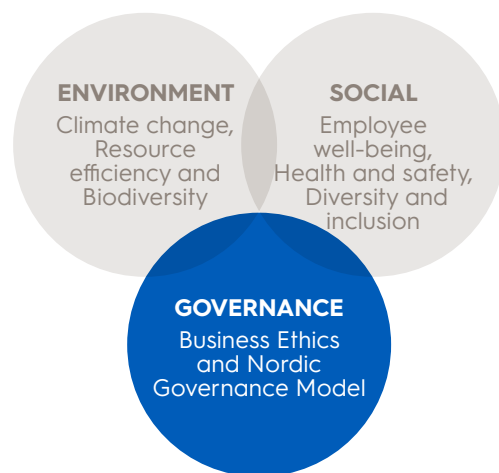 ENVIRONMENT
Climate change,
Resource
efficiency and
Biodiversity
SOCIAL
Employee
well-being,
Health and safety,
Diversity and
inclusion
GOVERNANCE
Business Ethics
and Nordic
Governance Model